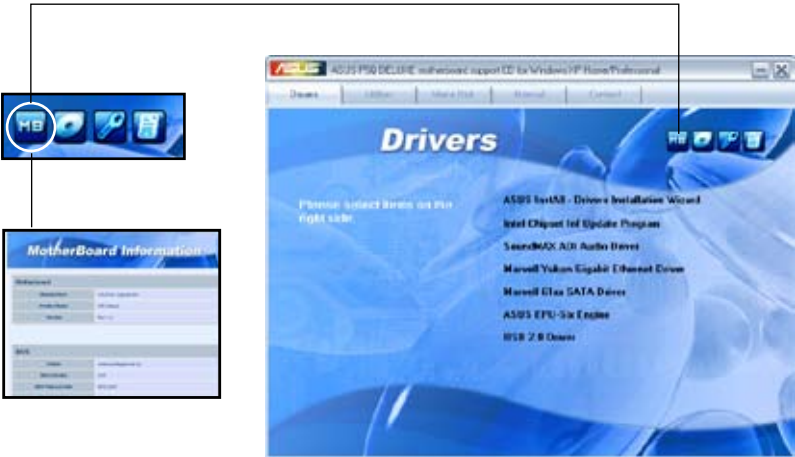 ASUS P5Q DELUXE motherboard support CD for Windows XP Home/Professional
Drivers Utilities Make Disk Manual Contact
Drivers
MB
Please select items on the
right side.
ASUS InstAll - Drivers Installation Wizard
Intel Chipset Inf Update Program
SoundMAX ADI Audio Driver
Marvell Yukon Gigabit Ethernet Driver
Marvell 61xx SATA Driver
ASUS EPU-Six Engine
USB 2.0 Driver
MB
MotherBoard Information
Motherboard
BIOS